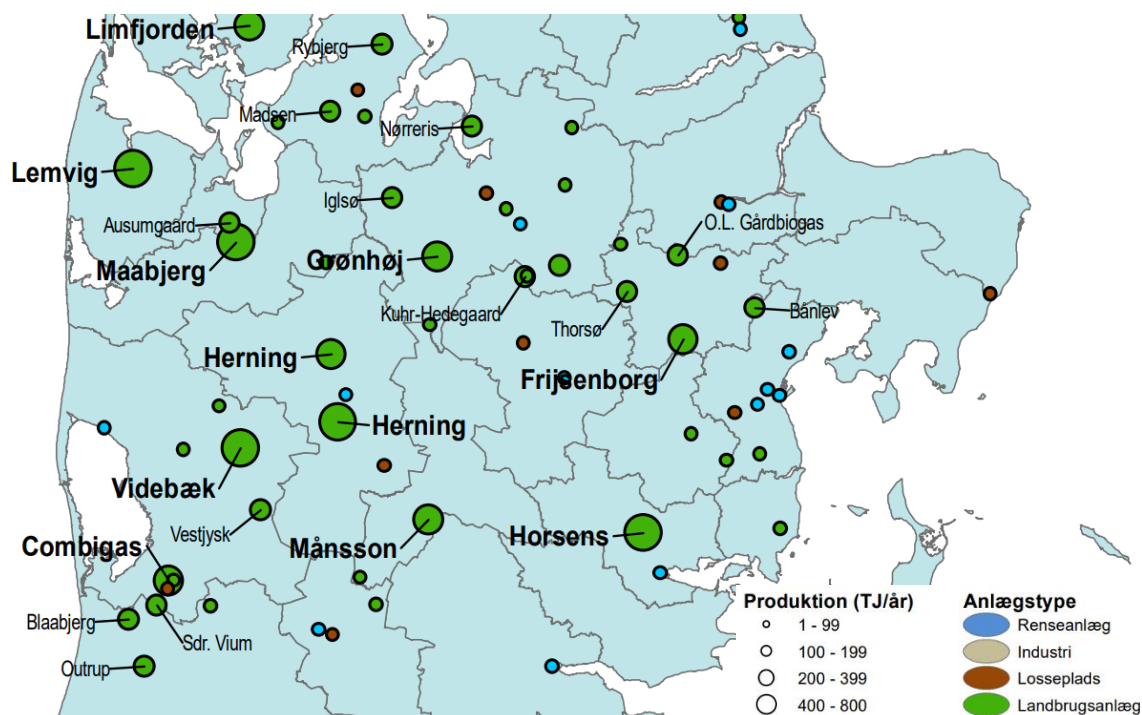 Limfjorden
Rybjerg
Madsen
Nørreris
Lemvig
Iglsø
Ausumgaard
O.L. Gårdbiogas
Maabjerg
Grønhøj
Kuhr-Hedegaard
Thorsø
Bånlev
Herning
Frijsenborg
Herning
Videbæk
Vestjysk
Månsson
Horsens
Combigas
Blaabjerg
Sdr. Vium
Outrup
Produktion (TJ/år)
1 - 99
100 - 199
200 - 399
400 - 800
Anlægstype
Renseanlæg
Industri
Losseplads
Landbrugsanlæg